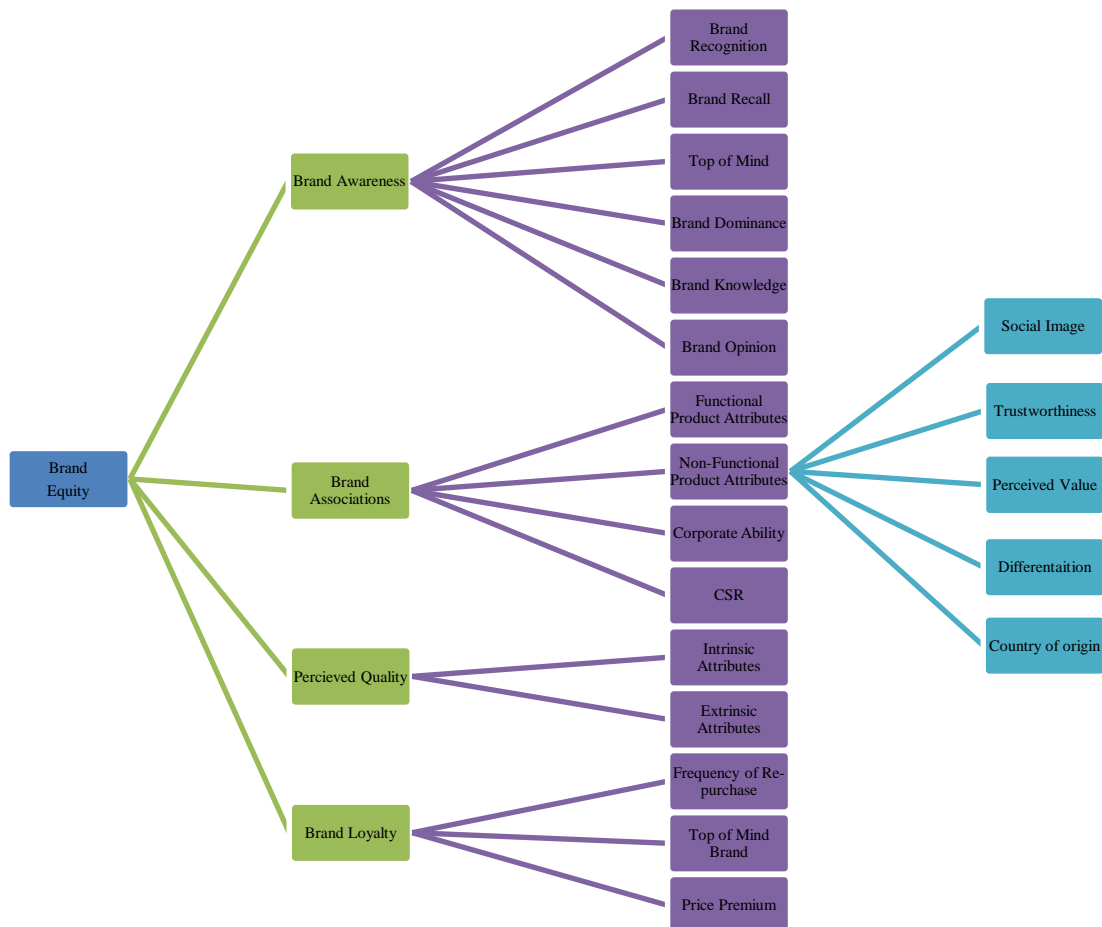 Brand
Equity
Brand Awareness
Brand
Associations
Percieved Quality
Brand Loyalty
Brand
Recognition
Brand Recall
Top of Mind
Brand Dominance
Brand Knowledge
Brand Opinion
Functional
Product Attributes
Non-Functional
Product Attributes
Corporate Ability
CSR
Intrinsic
Attributes
Extrinsic
Attributes
Frequency of Re-
purchase
Top of Mind
Brand
Price Premium
Social Image
Trustworthiness
Perceived Value
Differentaition
Country of origin